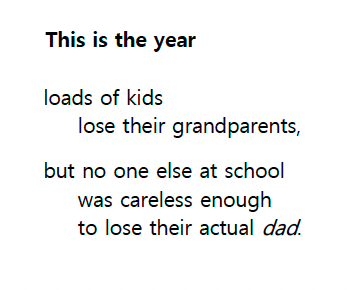 This is the year
loads of kids
lose their grandparents,
but no one else at school
was careless enough
to lose their actual dad.